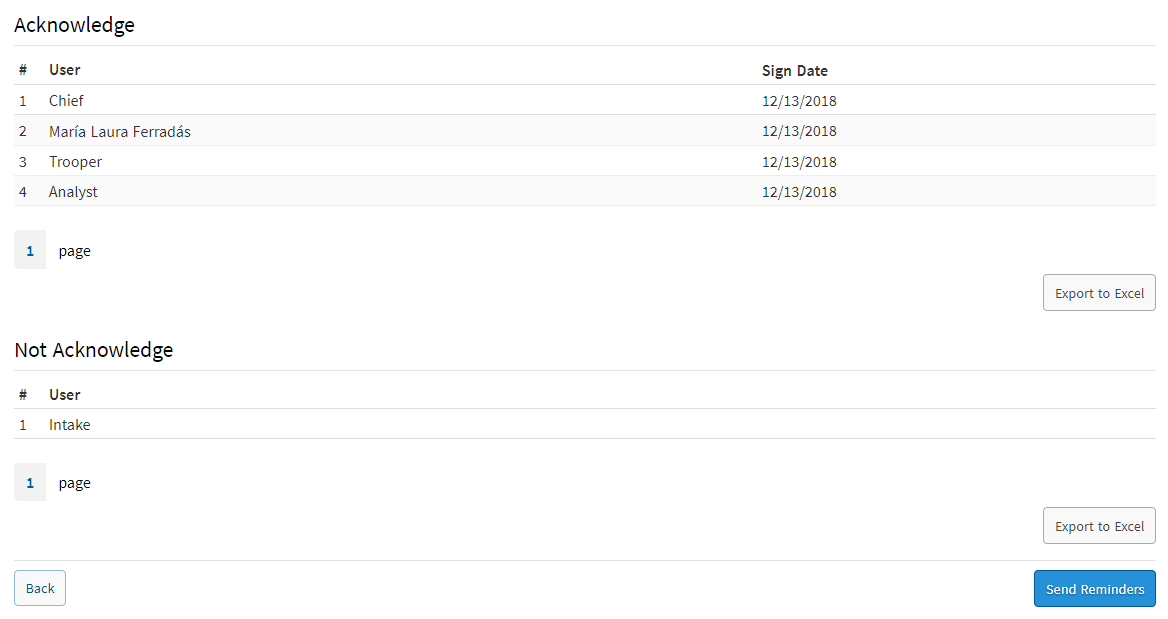 Acknowledge
# User Sign Date
1 Chief 12/13/2018
2 María Laura Ferradás 12/13/2018
3 Trooper 12/13/2018
4 Analyst 12/13/2018
1 page
Export to Excel
Not Acknowledge
# User
1 Intake
1 page
Export to Excel
Back Send Reminders